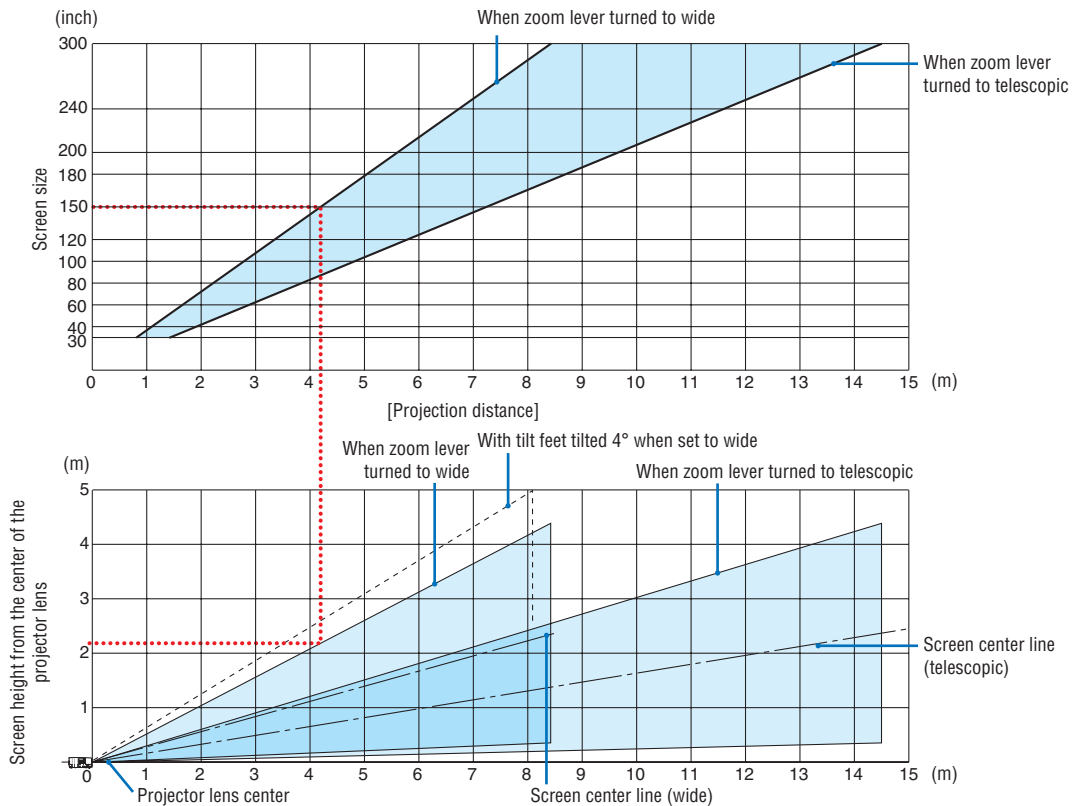 (inch)
When zoom lever turned to wide
300
When zoom lever
turned to telescopic
240
200
180
150
120
100
80
60
40
30
Screen size
0 1 2 3 4 5 6 7 8 9 10 11 12 13 14 15 (m)
[Projection distance]
With tilt feet tilted 4° when set to wide
When zoom lever
turned to wide
When zoom lever turned to telescopic
(m)
5
4
3
2
1
Screen height from the center of the
projector lens
Screen center line
(telescopic)
0 1 2 3 4 5 6 7 8 9 10 11 12 13 14 15 (m)
Projector lens center
Screen center line (wide)